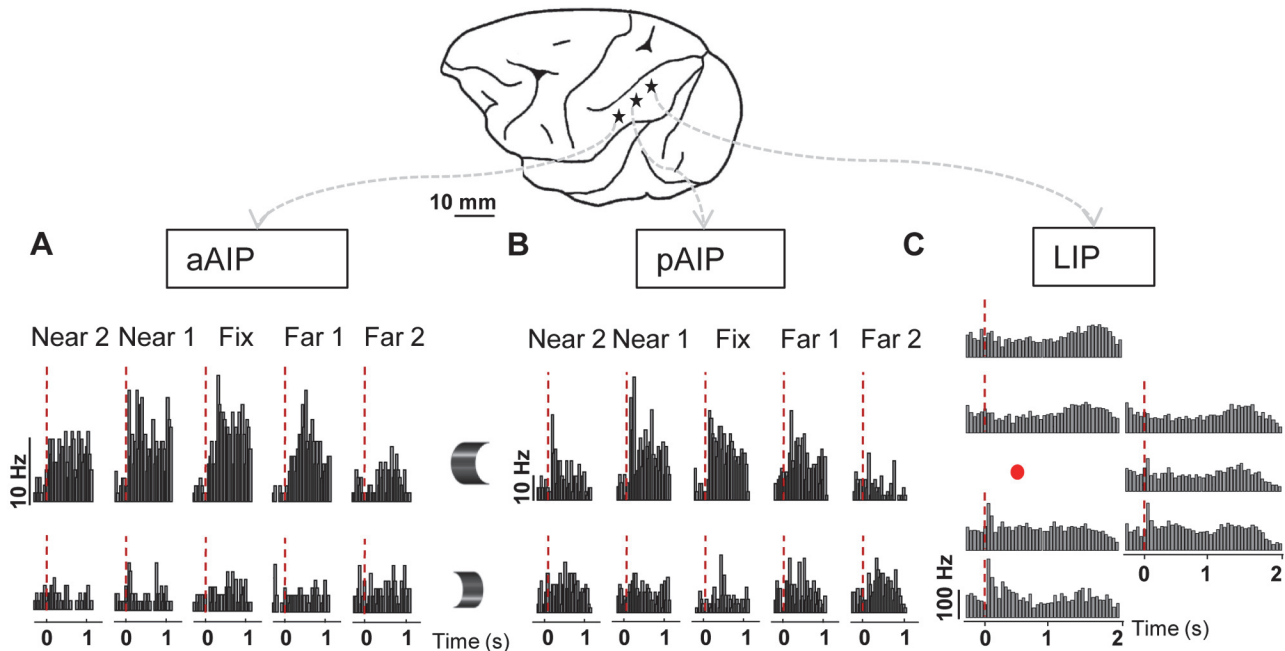 10 mm
A
aAIP
B
pAIP
C
LIP
Near 2 Near 1 Fix Far 1 Far 2
Near 2 Near 1 Fix Far 1 Far 2
10 Hz
10 Hz
0 1 2
100 Hz
0 1 0 1 0 1 0 1 0 1 Time (s)
0 1 0 1 0 1 0 1 0 1
0 1 2 Time (s)